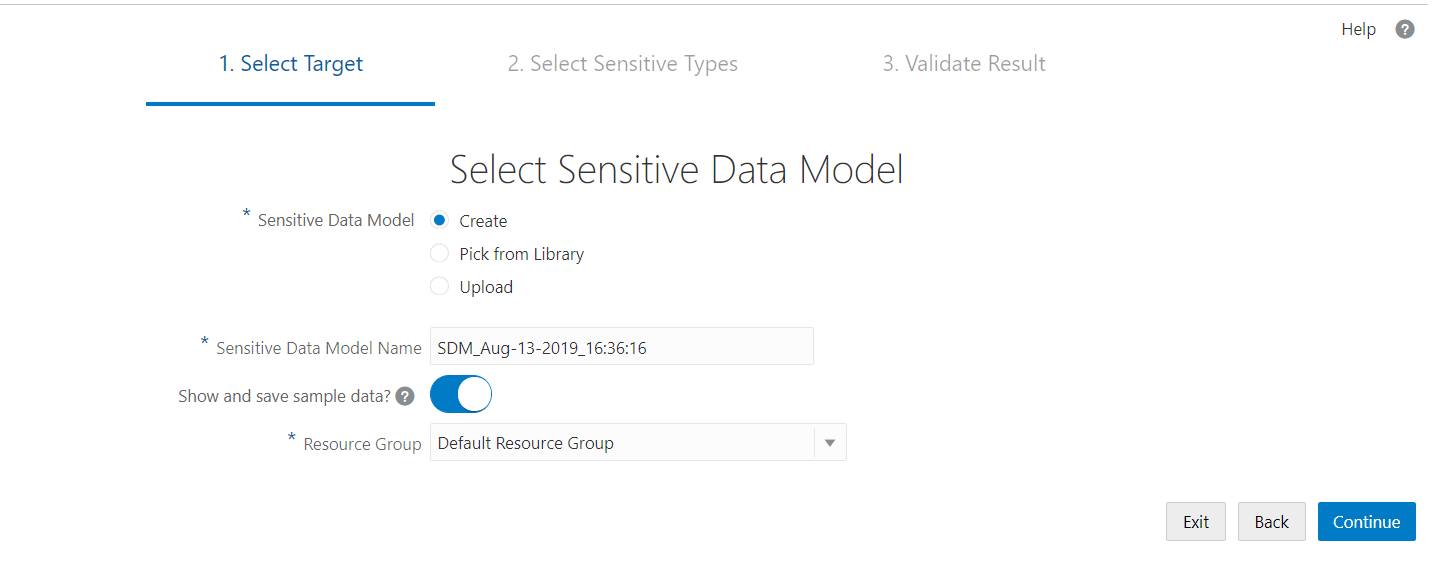 Help ?
1. Select Target 2. Select Sensitive Types 3. Validate Result
Select Sensitive Data Model
* Sensitive Data Model Create
Pick from Library
Upload
* Sensitive Data Model Name SDM_Aug-13-2019_16:36:16
Show and save sample data? ?
* Resource Group Default Resource Group
Exit Back Continue